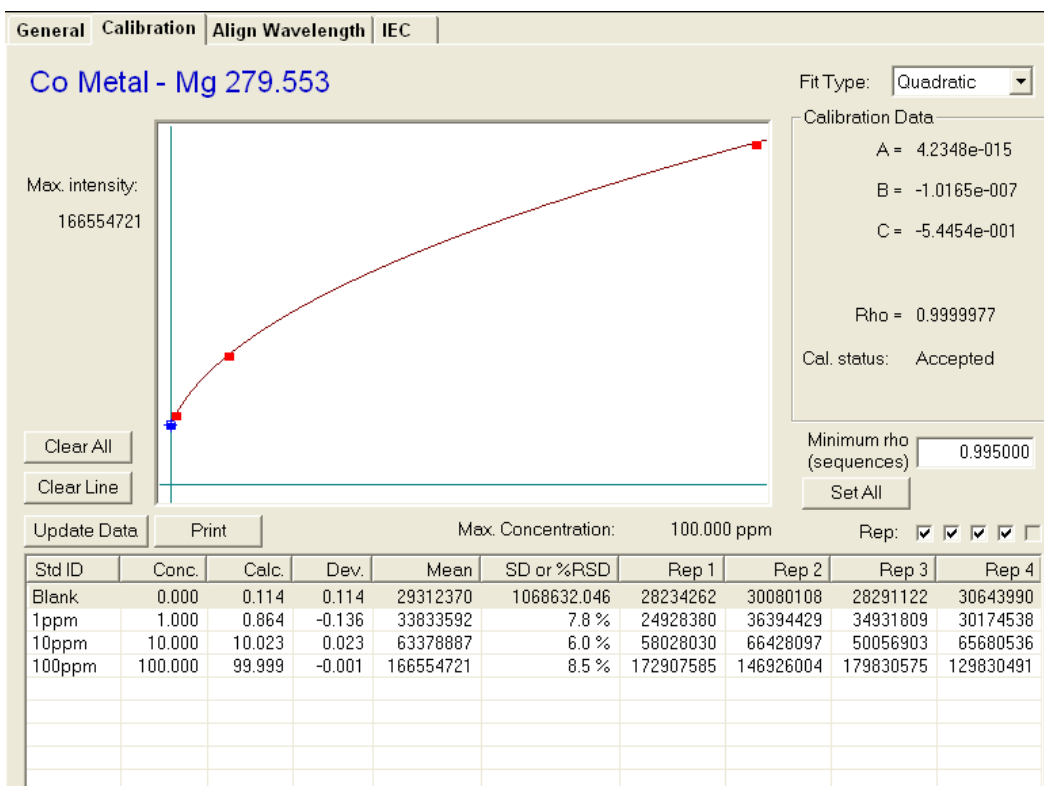 General Calibration Align Wavelength IEC
Co Metal - Mg 279.553
Fit Type: Quadratic
Calibration Data
A = 4.2348e-015
Max. intensity:
B = -1.0165e-007
166554721
C = -5.4454e-001
Rho = 0.9999977
Cal. status: Accepted
Clear All
Minimum rho
(sequences) 0.995000
Clear Line
Set All
Update Data Print Max. Concentration: 100.000 ppm Rep:
Std ID Conc. Calc. Dev. Mean SD or %RSD Rep 1 Rep 2 Rep 3 Rep 4
Blank 0.000 0.114 0.114 29312370 1068632.046 28234262 30080108 28291122 30643990
1ppm 1.000 0.864 -0.136 33833592 7.8 % 24928380 36394429 34931809 30174538
10ppm 10.000 10.023 0.023 63378887 6.0 % 58028030 66428097 50056903 65680536
100ppm 100.000 99.999 -0.001 166554721 8.5 % 172907585 146926004 179830575 129830491